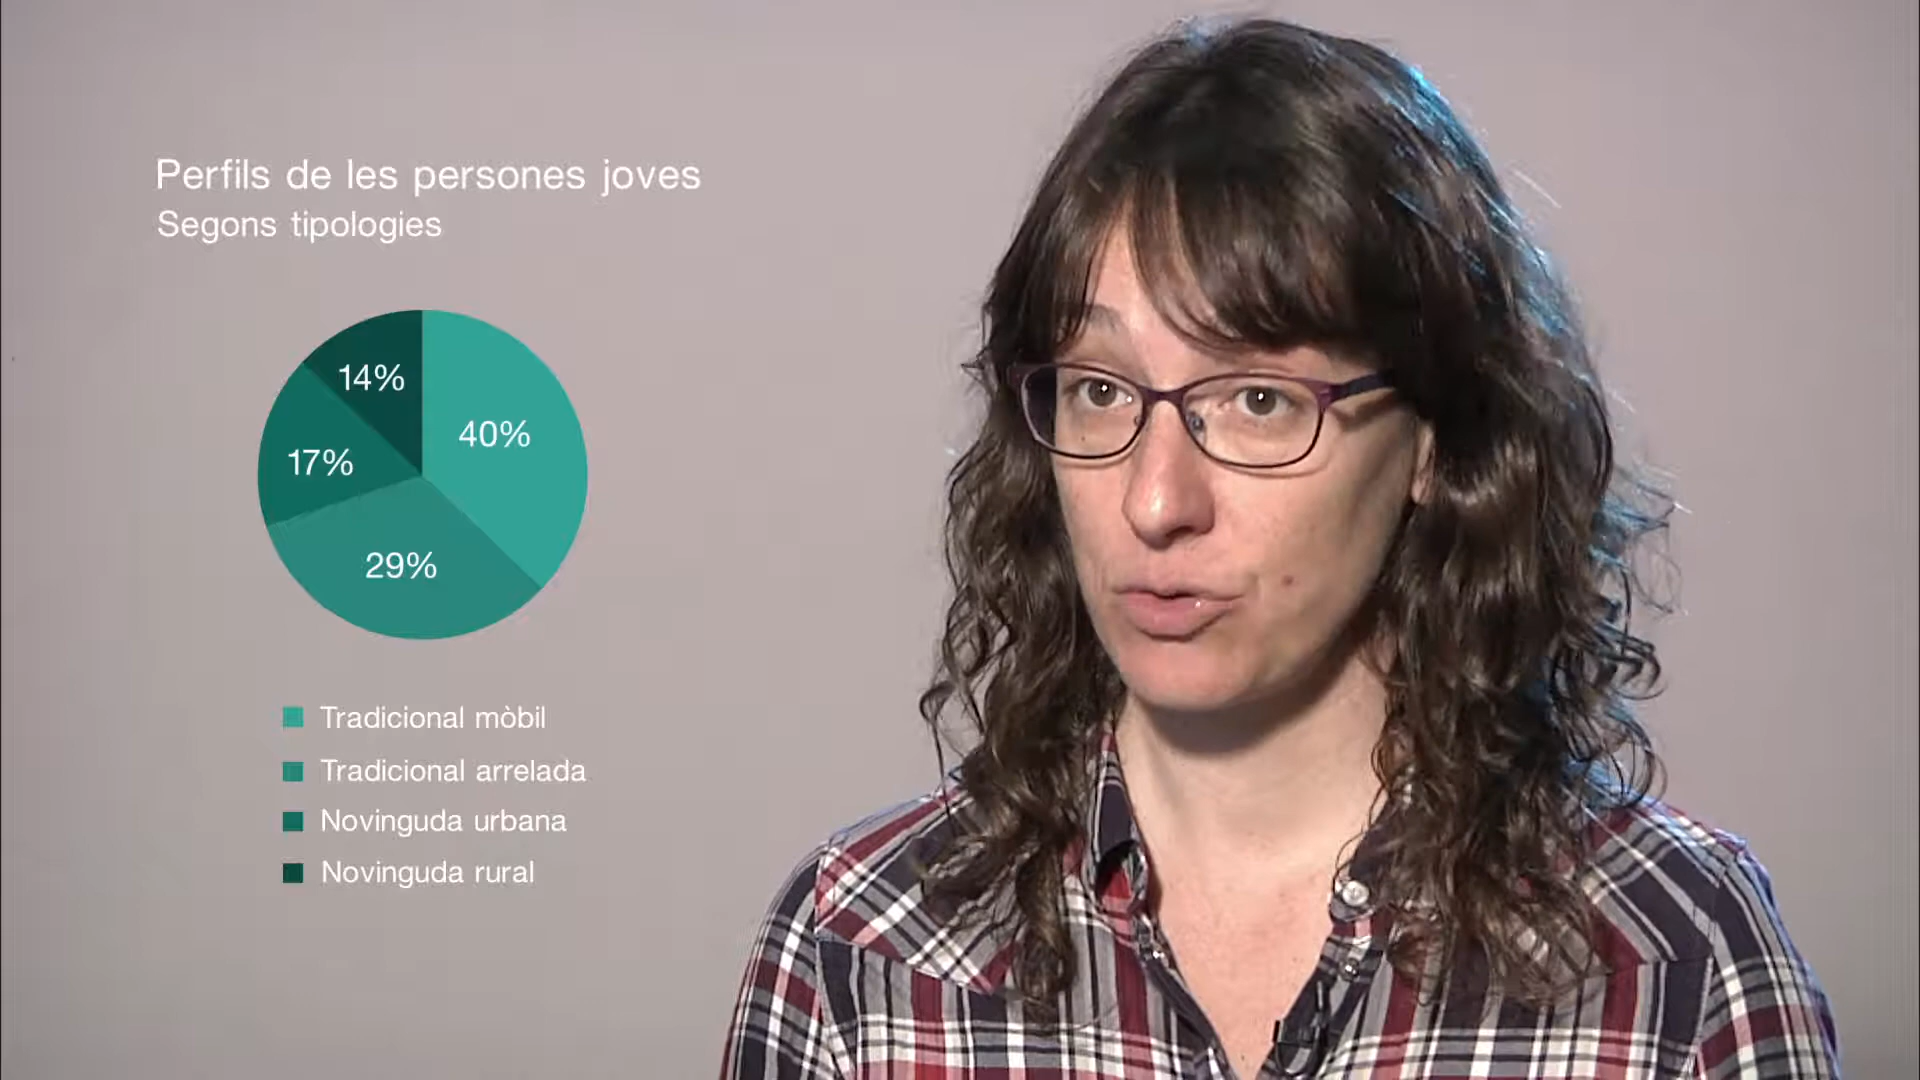 Perfils de les persones joves
Segons tipologies
14%
40%
17%
29%
Tradicional mòbil
Tradicional arrelada
Novinguda urbana
Novinguda rural